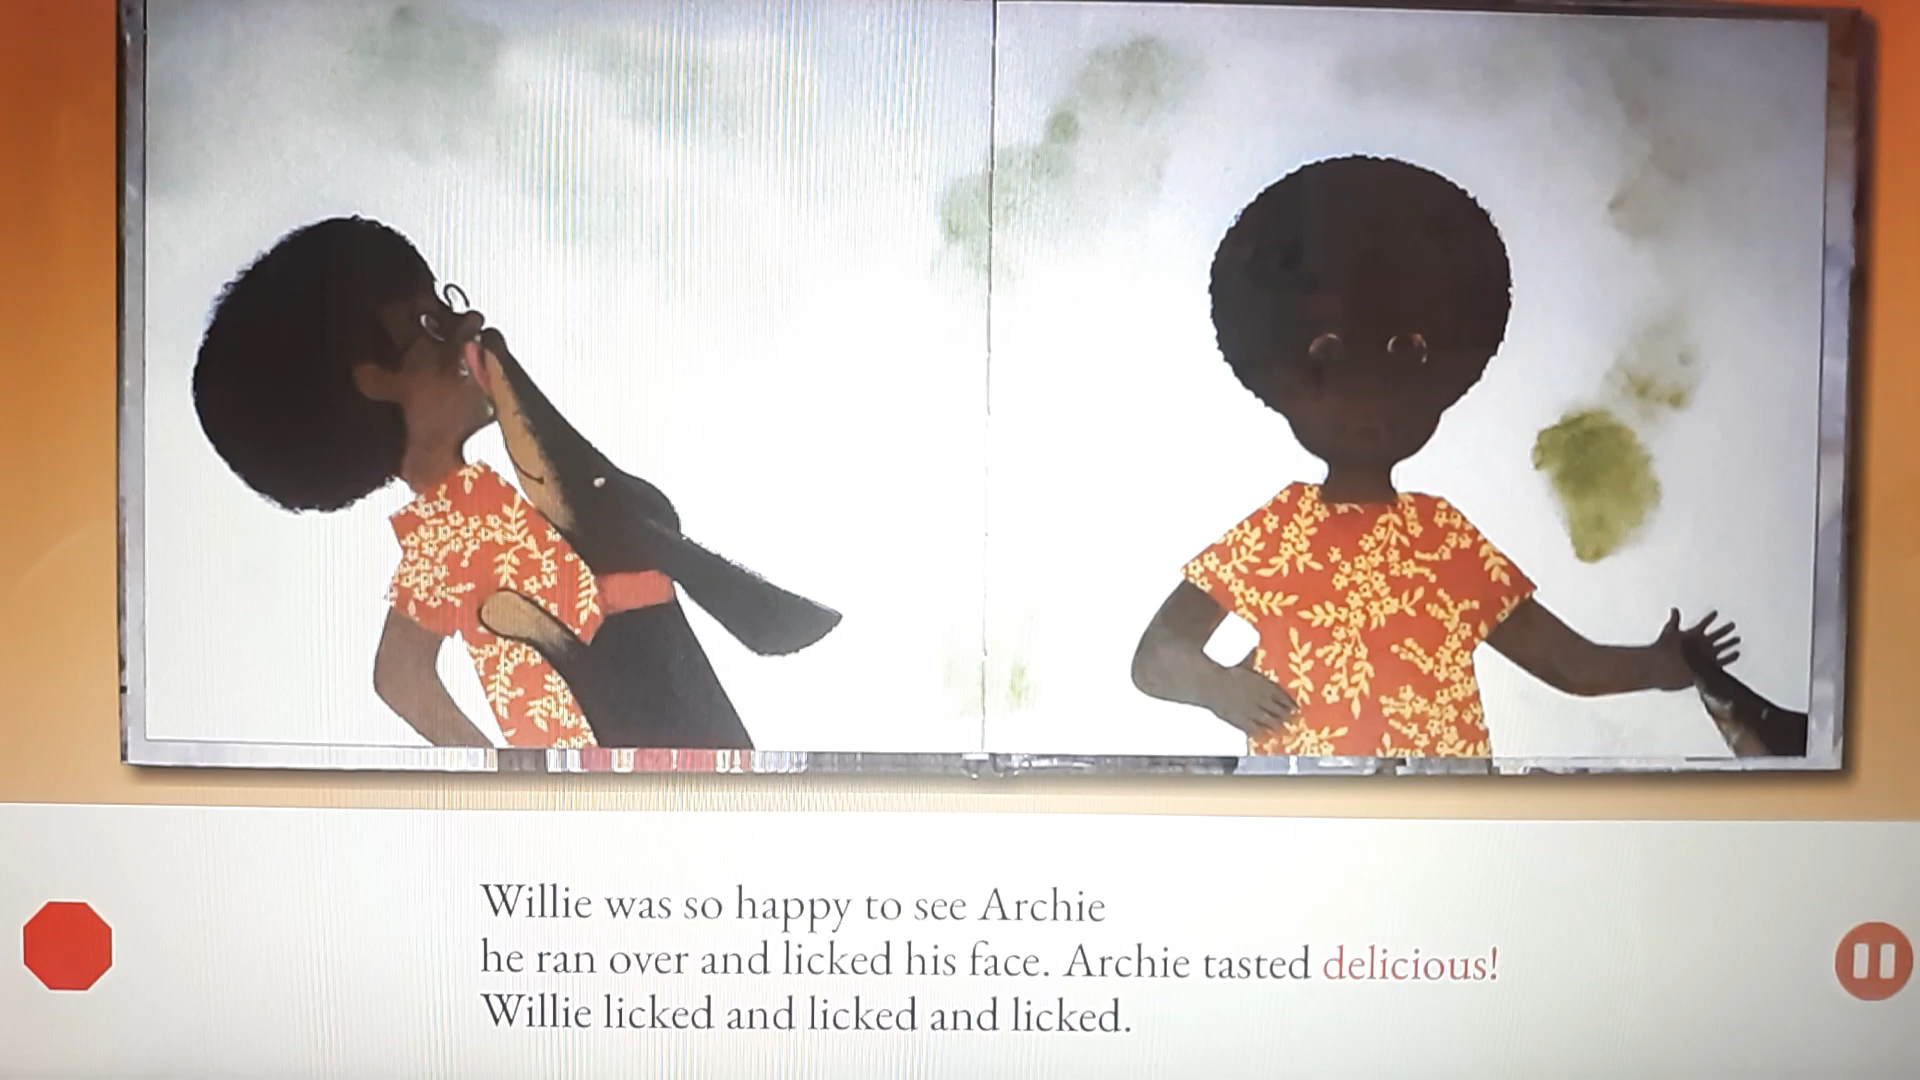 Willie was so happy to see Archie
he ran over and licked his face. Archie tasted delicious!
Willie licked and licked and licked.